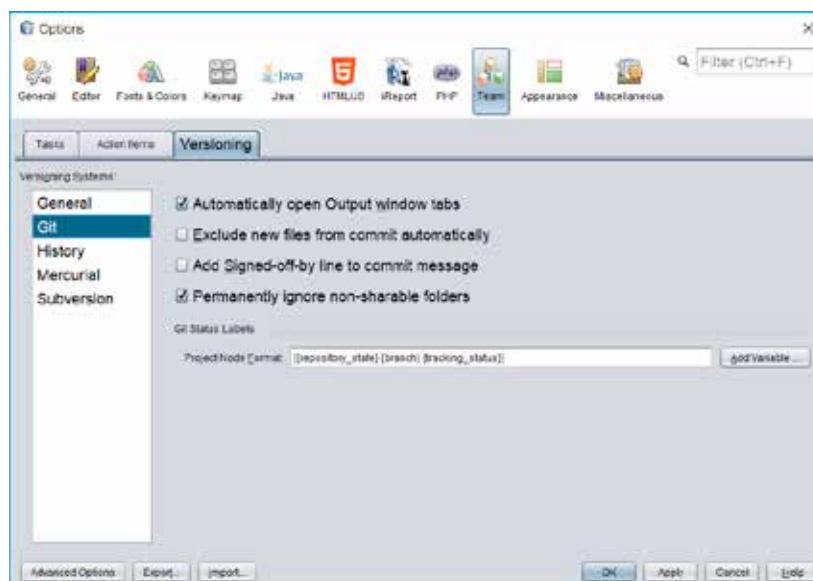 Options
General Editor Fonts & Colors Keymap Java HTML/JS iReport PHP Team Appearance Miscellaneous Filter (Ctrl+F)
Tasks Action Items Versioning
Versioning Systems:
General
Git
History
Mercurial
Subversion
Automatically open Output window tabs
Exclude new files from commit automatically
Add Signed-off-by line to commit message
Permanently ignore non-sharable folders
Git Status Labels
Project Node Format: [{repository_state} {branch} {tracking_status}] Add Variable ...
Advanced Options Export... Import... OK Apply Cancel Help